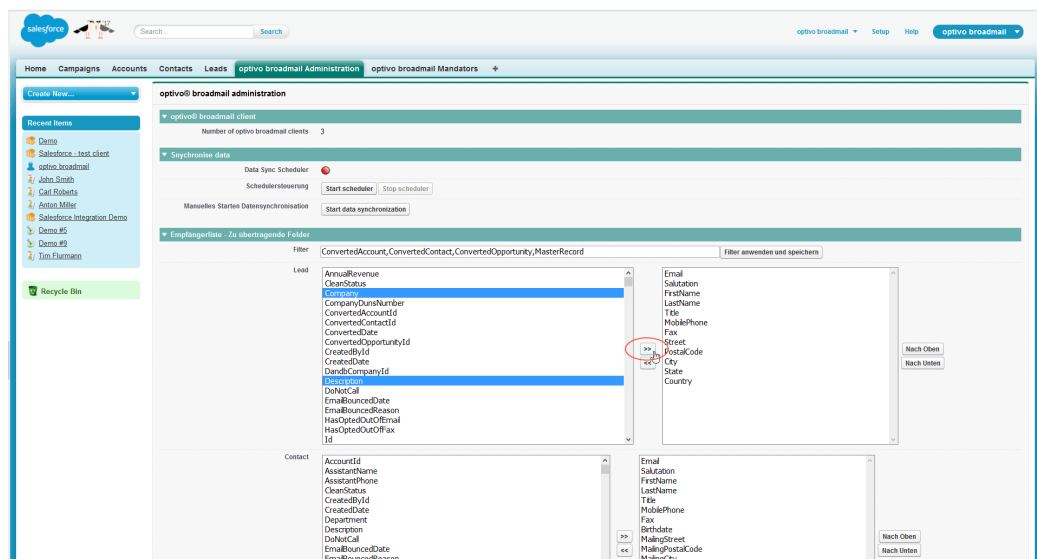 salesforce
Search...
Search
optivo broadmail
Setup
Help
optivo broadmail
Home Campaigns Accounts Contacts Leads optivo broadmail Administration optivo broadmail Mandators +
Create New...
Recent Items
Demo
Salesforce - test client
optivo broadmail
John Smith
Carl Roberts
Anton Miller
Salesforce Integration Demo
Demo #5
Demo #9
Tim Flurmann
Recycle Bin
optivo® broadmail administration
optivo® broadmail client
Number of optivo broadmail clients 3
Snychronise data
Data Sync Scheduler
Schedulersteuerung Start scheduler Stop scheduler
Manuelles Starten Datensynchronisation Start data synchronization
Empfängerliste - Zu übertragende Felder
Filter ConvertedAccount,ConvertedContact,ConvertedOpportunity,MasterRecord Filter anwenden und speichern
Lead
AnnualRevenue
CleanStatus
Company
CompanyDunsNumber
ConvertedAccountId
ConvertedContactId
ConvertedDate
ConvertedOpportunityId
CreatedById
CreatedDate
DandbCompanyId
Description
DoNotCall
EmailBouncedDate
EmailBouncedReason
HasOptedOutOfEmail
HasOptedOutOfFax
Id
>>
<<
Email
Salutation
FirstName
LastName
Title
MobilePhone
Fax
Street
PostalCode
City
State
Country
Nach Oben
Nach Unten
Contact
AccountId
AssistantName
AssistantPhone
CleanStatus
CreatedById
CreatedDate
Department
Description
DoNotCall
EmailBouncedDate
EmailBouncedReason
>>
<<
Email
Salutation
FirstName
LastName
Title
MobilePhone
Fax
Birthdate
MailingStreet
MailingPostalCode
MailingCity
Nach Oben
Nach Unten